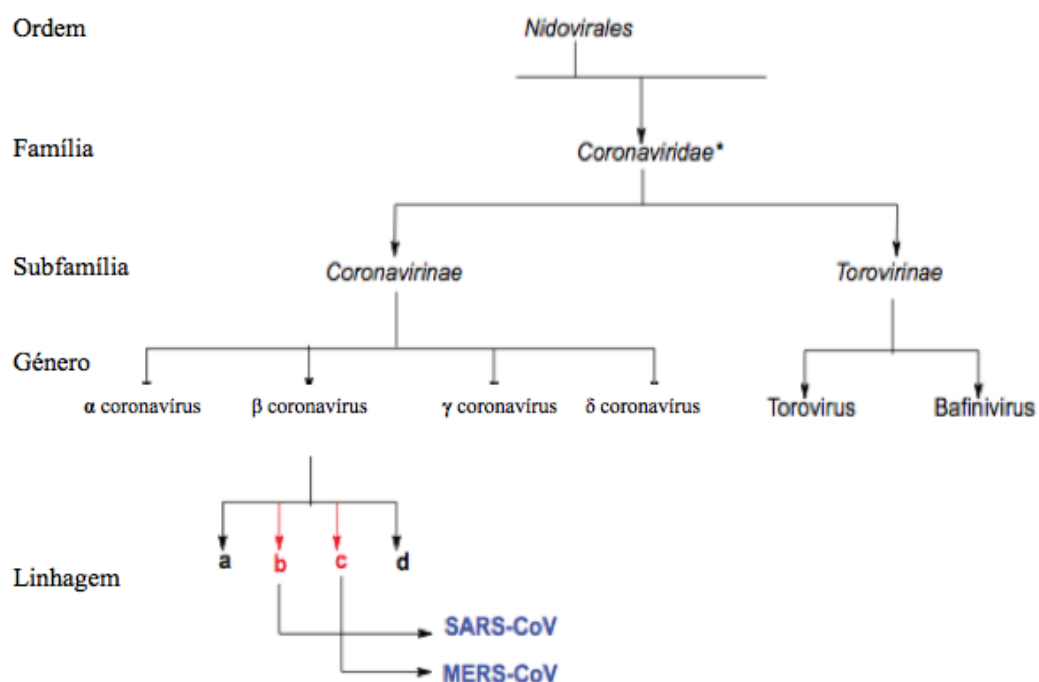 Ordem Nidovirales
Família Coronaviridae*
Subfamília Coronavirinae Torovirinae
Género
α coronavírus β coronavírus γ coronavírus δ coronavírus Torovirus Bafinivirus
a b c d
Linhagem
SARS-CoV
MERS-CoV